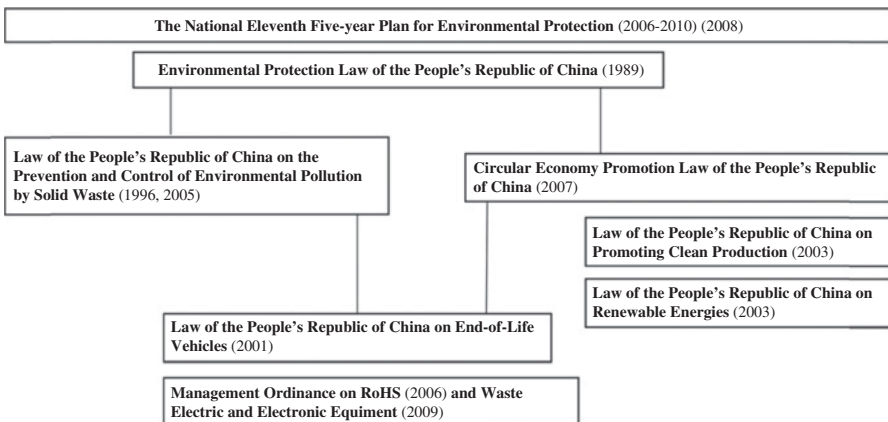 The National Eleventh Five-year Plan for Environmental Protection (2006-2010) (2008)
Environmental Protection Law of the People's Republic of China (1989)
Law of the People's Republic of China on the
Prevention and Control of Environmental Pollution
by Solid Waste (1996, 2005)
Circular Economy Promotion Law of the People's Republic
of China (2007)
Law of the People's Republic of China on
Promoting Clean Production (2003)
Law of the People's Republic of China on
Renewable Energies (2003)
Law of the People's Republic of China on End-of-Life
Vehicles (2001)
Management Ordinance on RoHS (2006) and Waste
Electric and Electronic Equiment (2009)